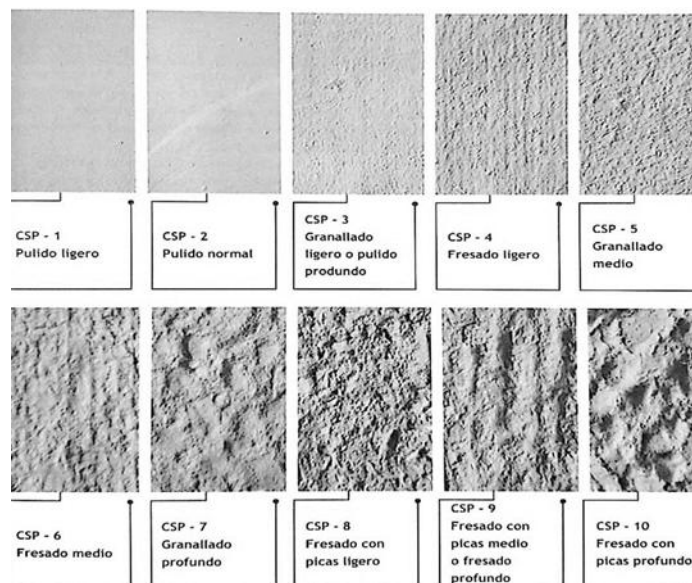 CSP - 1
Pulido ligero
CSP - 2
Pulido normal
CSP - 3
Granallado
ligero o pulido
produndo
CSP - 4
Fresado ligero
CSP - 5
Granallado
medio
CSP - 6
Fresado medio
CSP - 7
Granallado
profundo
CSP - 8
Fresado con
picas ligero
CSP - 9
Fresado con
picas medio
o fresado
profundo
CSP - 10
Fresado con
picas profundo